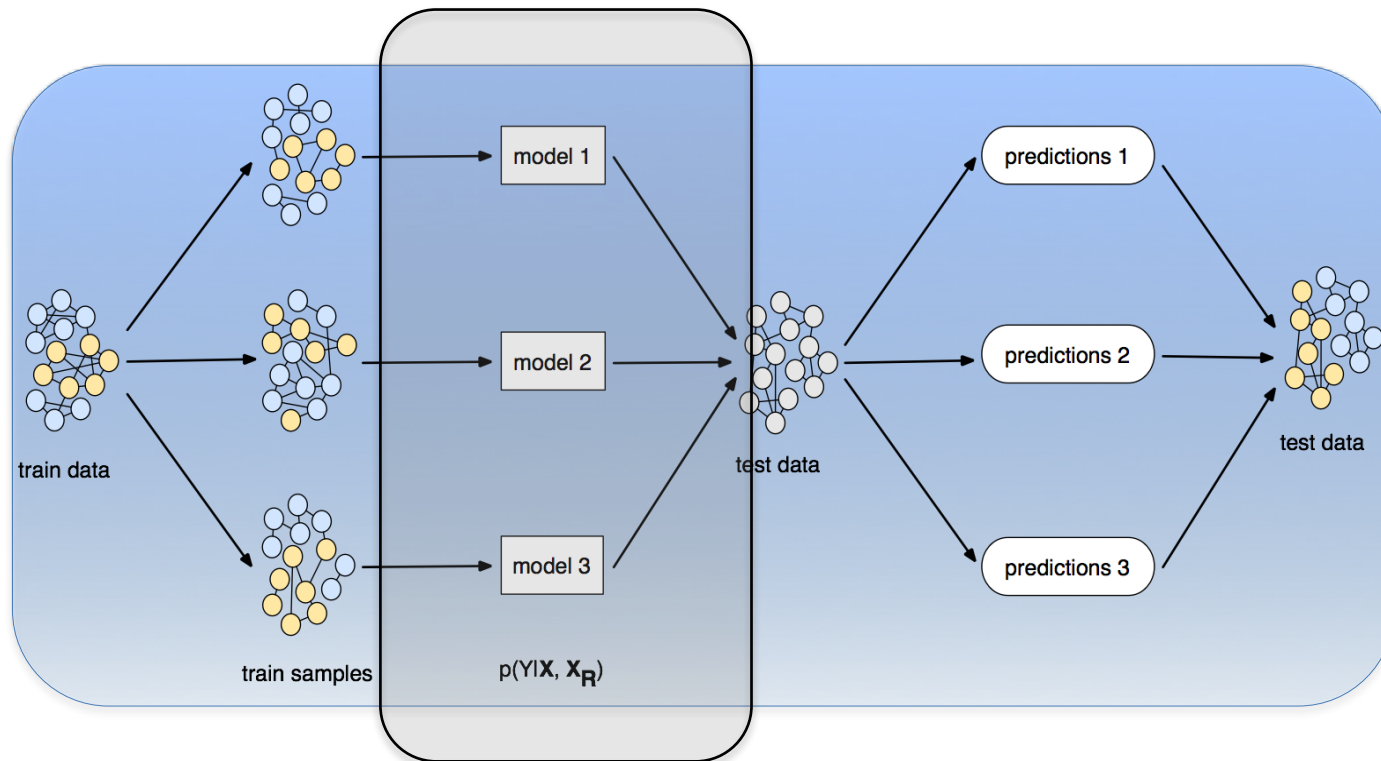 model 1
predictions 1
model 2
predictions 2
train data
test data
test data
model 3
predictions 3
train samples
p(Y|X, X_R)